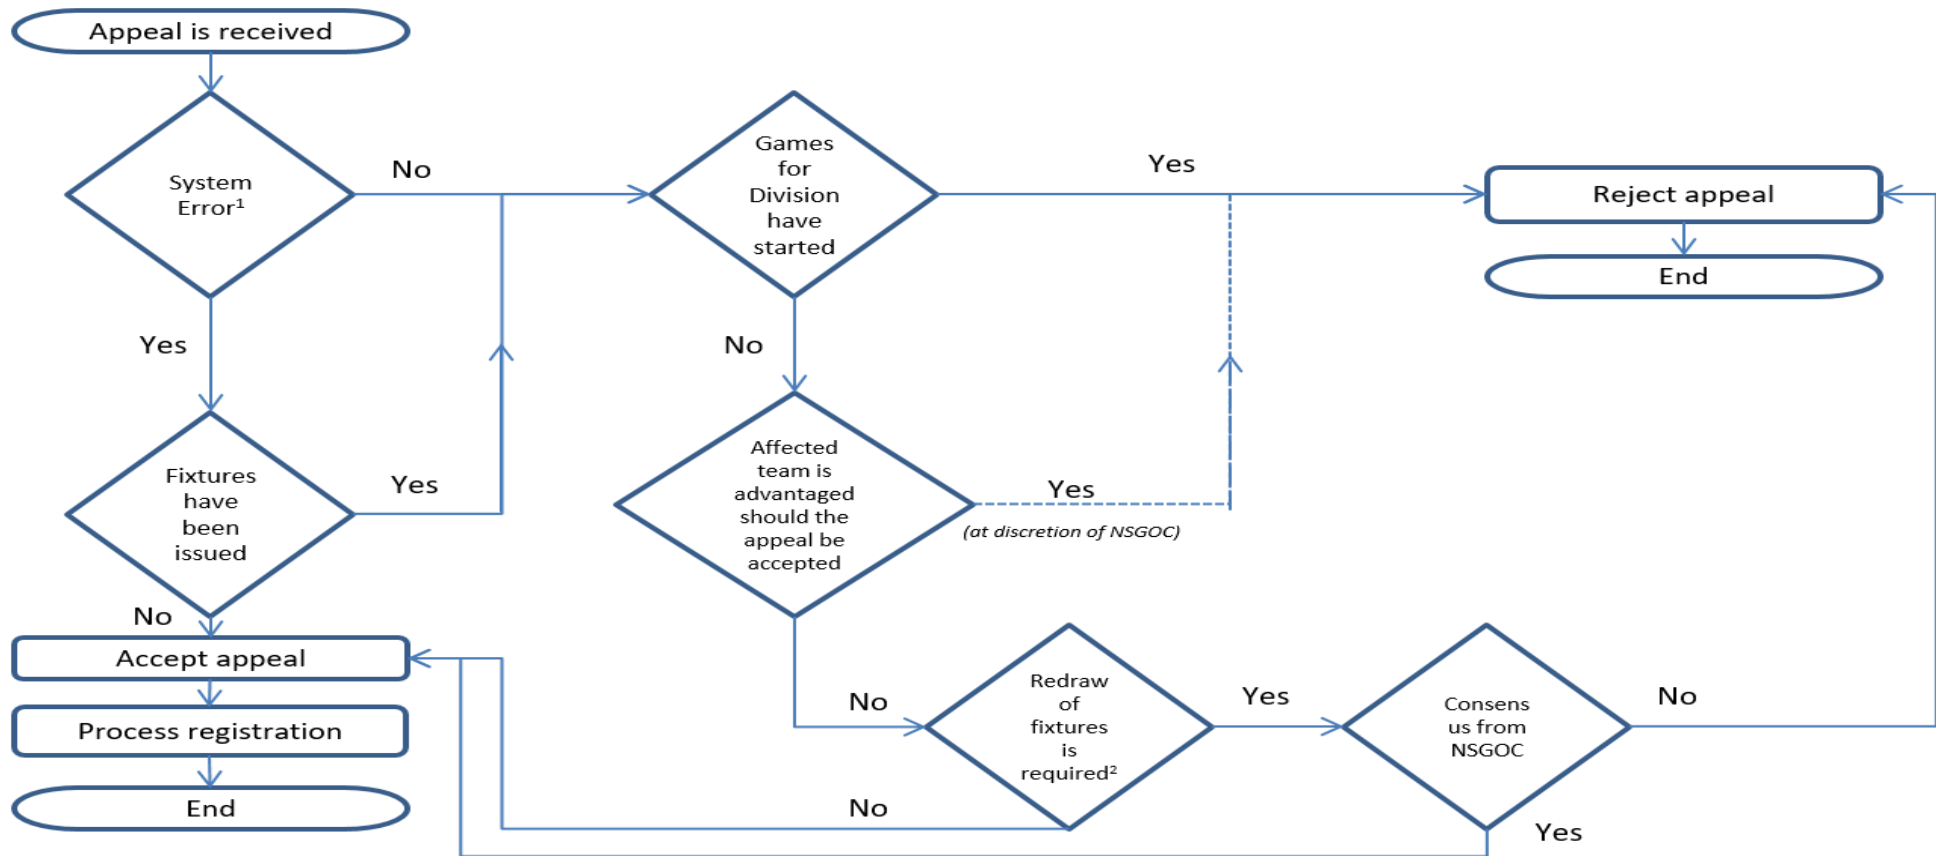 Appeal is received
System
Error¹
No
Yes
Fixtures
have
been
issued
Yes
No
Accept appeal
Process registration
End
Games
for
Division
have
started
Yes
No
Affected
team is
advantaged
should the
appeal be
accepted
Yes
(at discretion of NSGOC)
No
Redraw
of
fixtures
is
required²
Yes
No
Consens
us from
NSGOC
No
Yes
Reject appeal
End